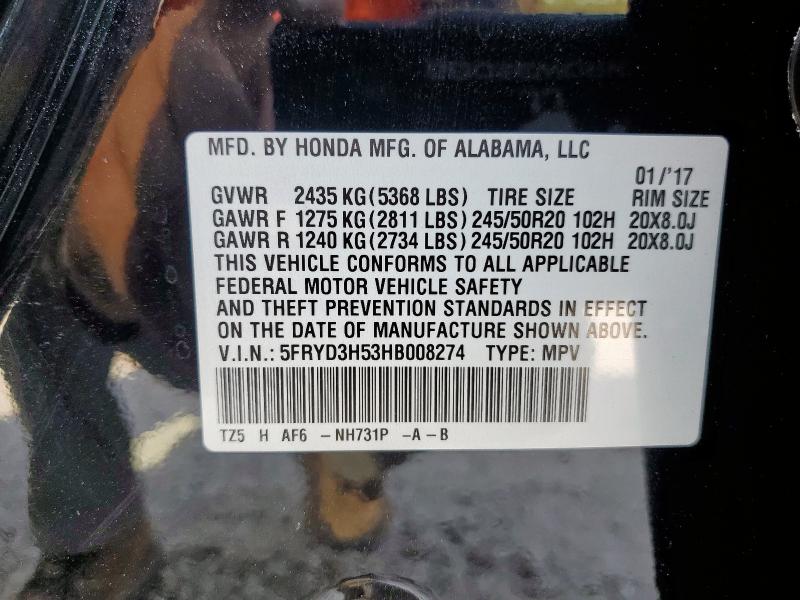 MFD. BY HONDA MFG. OF ALABAMA, LLC
01/'17
GVWR 2435 KG (5368 LBS) TIRE SIZE RIM SIZE
GAWR F 1275 KG (2811 LBS) 245/50R20 102H 20X8.0J
GAWR R 1240 KG (2734 LBS) 245/50R20 102H 20X8.0J
THIS VEHICLE CONFORMS TO ALL APPLICABLE
FEDERAL MOTOR VEHICLE SAFETY
AND THEFT PREVENTION STANDARDS IN EFFECT
ON THE DATE OF MANUFACTURE SHOWN ABOVE.
V.I.N.: 5FRYD3H53HB008274 TYPE: MPV
TZ5 H AF6 -NH731P -A-B